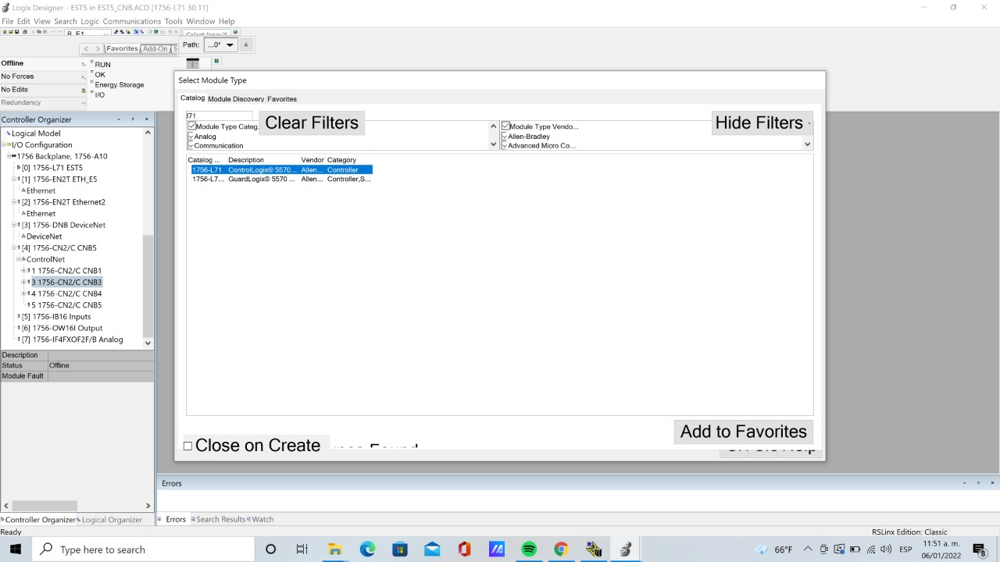 Logix Designer - EST5 in EST5_CNB.ACD [1756-L71 30.11]
File Edit View Search Logic Communications Tools Window Help
Path: ...0*
Favorites Add-On
Offline
RUN
No Forces
OK
No Edits
Energy Storage
Redundancy
I/O
Controller Organizer
Logical Model
I/O Configuration
1756 Backplane, 1756-A10
[0] 1756-L71 EST5
[1] 1756-EN2T ETH_E5
Ethernet
[2] 1756-EN2T Ethernet2
Ethernet
[3] 1756-DNB DeviceNet
DeviceNet
[4] 1756-CN2/C CNB5
ControlNet
1 1756-CN2/C CNB1
3 1756-CN2/C CNB3
4 1756-CN2/C CNB4
5 1756-CN2/C CNB5
[5] 1756-IB16 Inputs
[6] 1756-OW16I Output
[7] 1756-IF4FXOF2F/B Analog
Description
Status Offline
Module Fault
Controller Organizer Logical Organizer
Select Module Type
Catalog Module Discovery Favorites
l71
Clear Filters
Hide Filters
Module Type Categ.
Analog
Communication
Module Type Vendo...
Allen-Bradley
Advanced Micro Co...
Catalog ... Description Vendor Category
1756-L71 ControlLogix® 5570... Allen... Controller
1756-L7... GuardLogix® 5570 ... Allen... Controller,S...
Add to Favorites
Close on Create
Errors
Errors Search Results Watch
Ready
RSLinx Edition: Classic
Type here to search
66°F
ESP
11:51 a. m.
06/01/2022
8